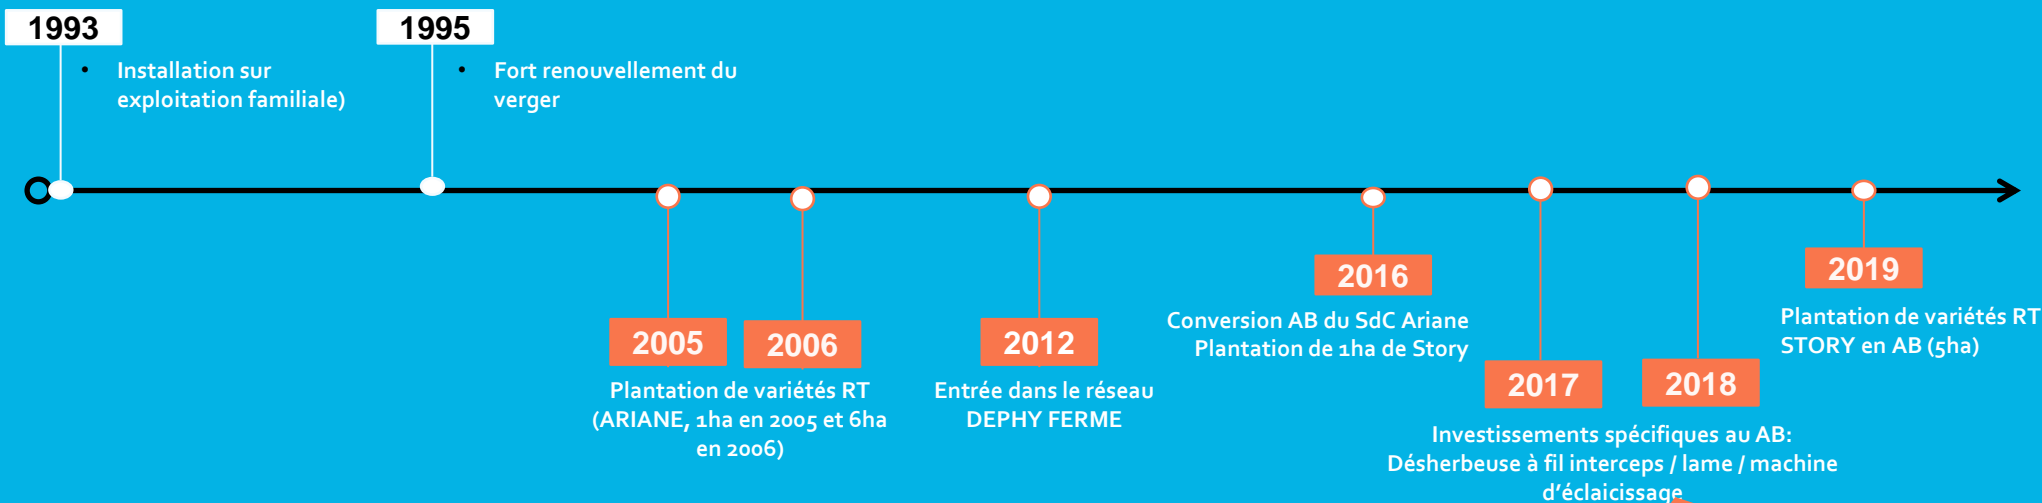 1993
• Installation sur
exploitation familiale)
1995
• Fort renouvellement du
verger
2005
2006
Plantation de variétés RT
(ARIANE, 1ha en 2005 et 6ha
en 2006)
2012
Entrée dans le réseau
DEPHY FERME
2016
Conversion AB du SdC Ariane
Plantation de 1ha de Story
2017
2018
Investissements spécifiques au AB:
Désherbeuse à fil interceps / lame / machine
d'éclaicissage
2019
Plantation de variétés RT
STORY en AB (5ha)